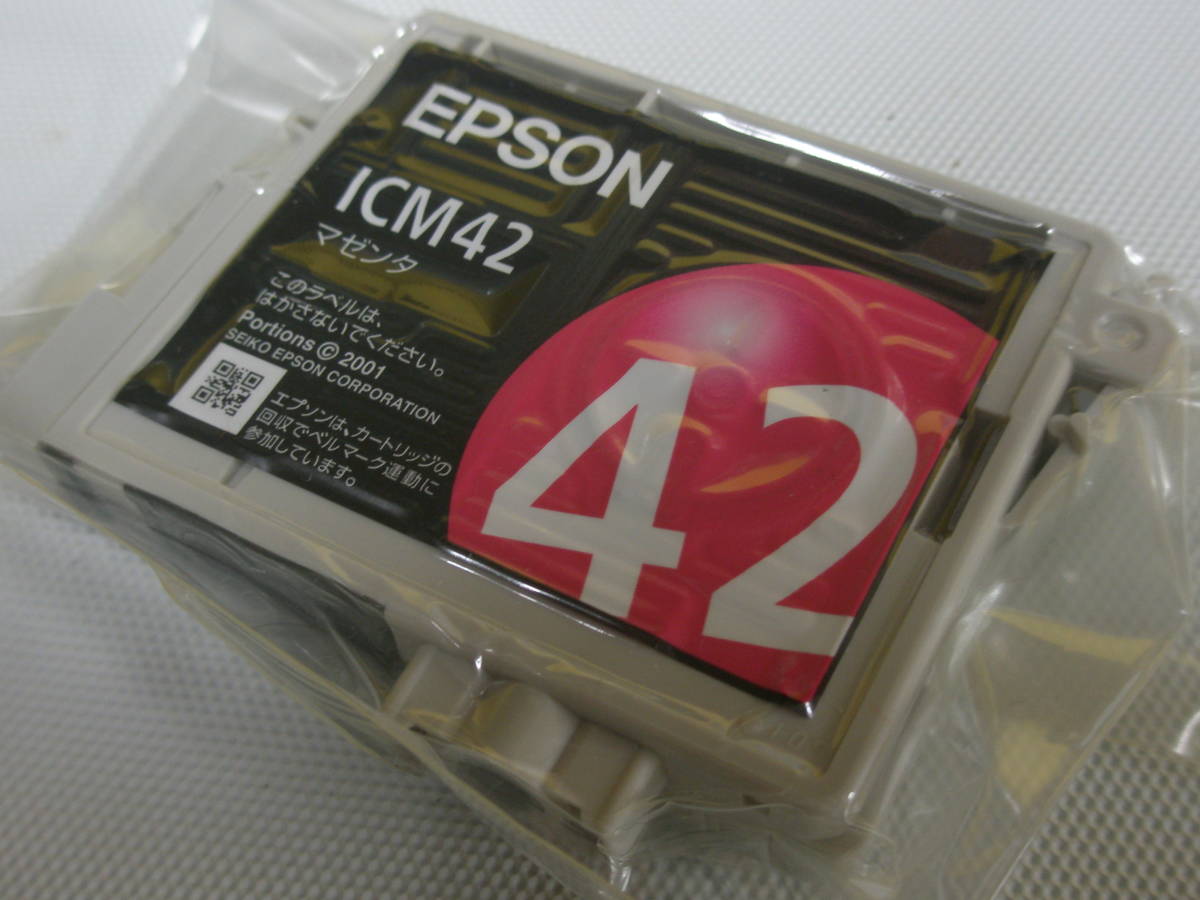 EPSON
ICM42
マゼンタ
このラベルは、
はがさないでください。
Portions © 2001
SEIKO EPSON CORPORATION
エプソンは、カートリッジの
回収でベルマーク運動に
参加しています。
42